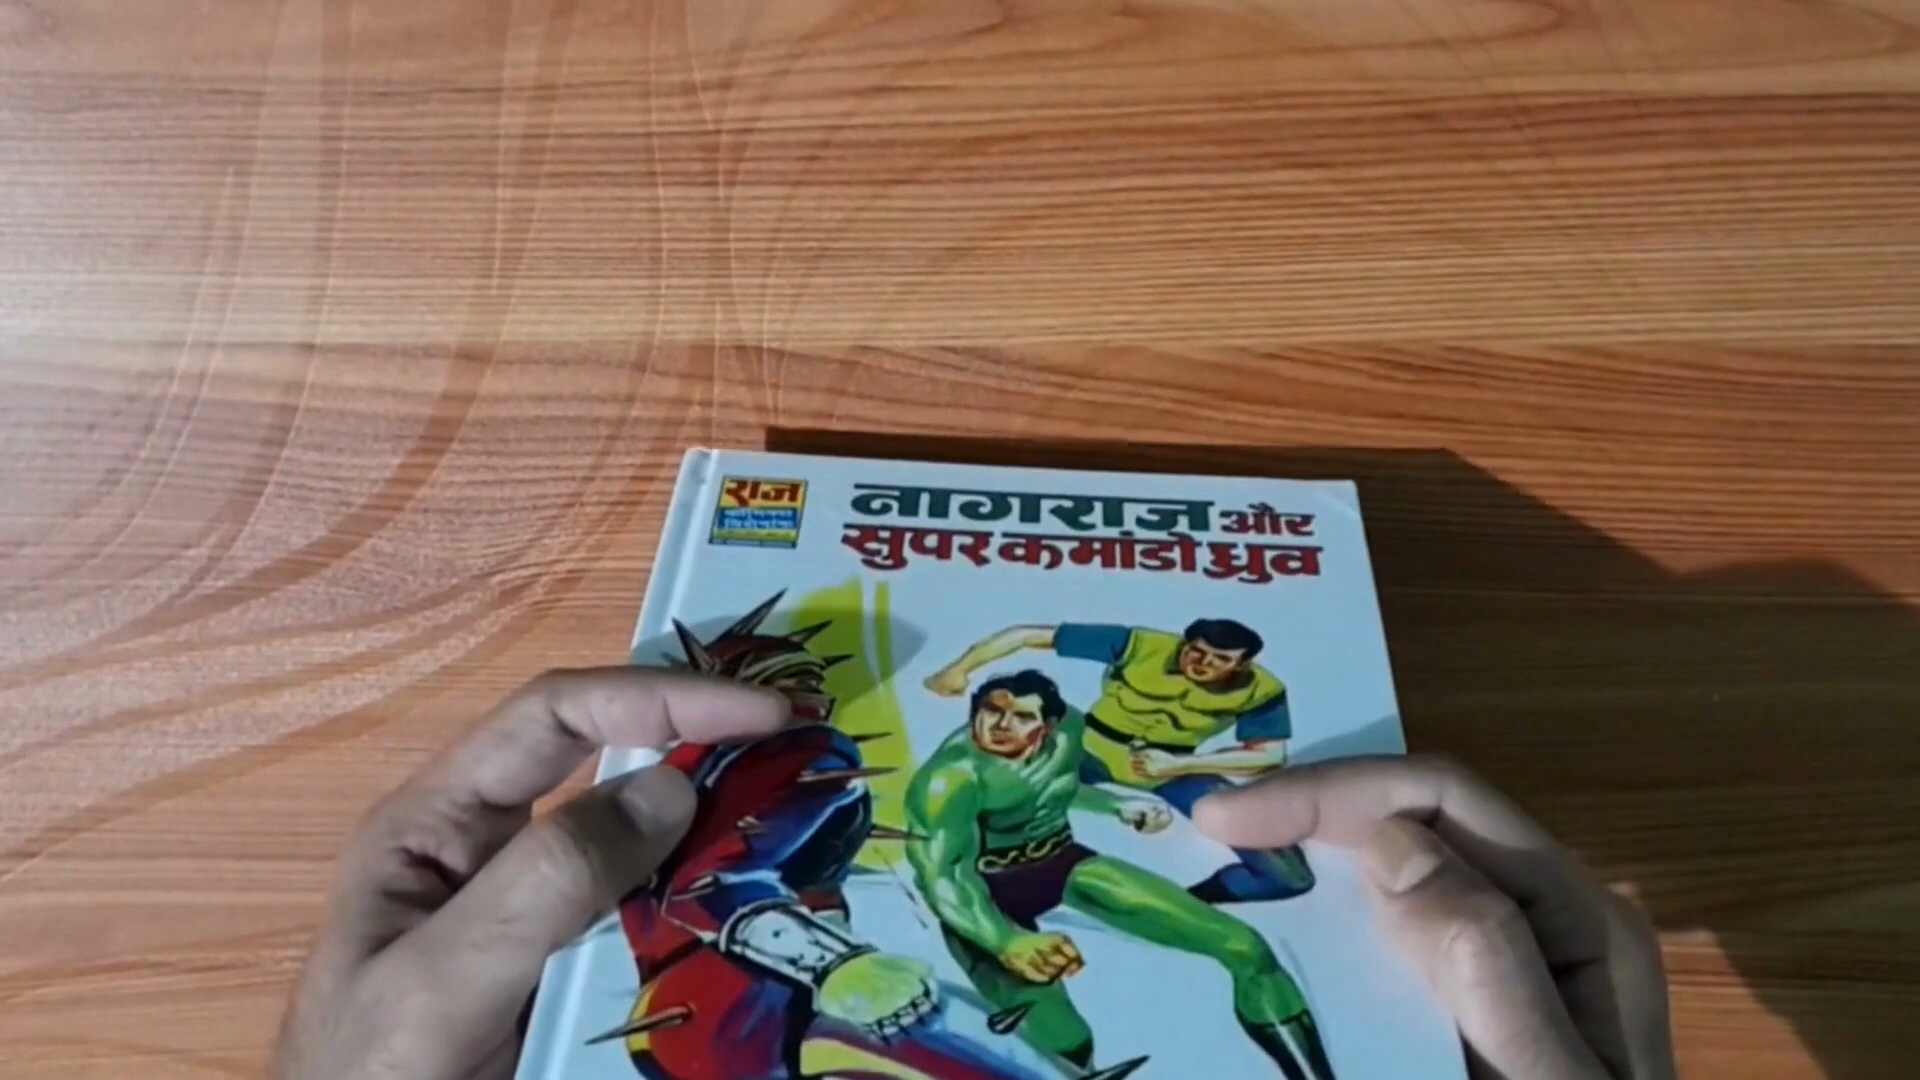 राज
कॉमिक्स
विशेषांक
नागराज और
सुपर कमांडो ध्रुव